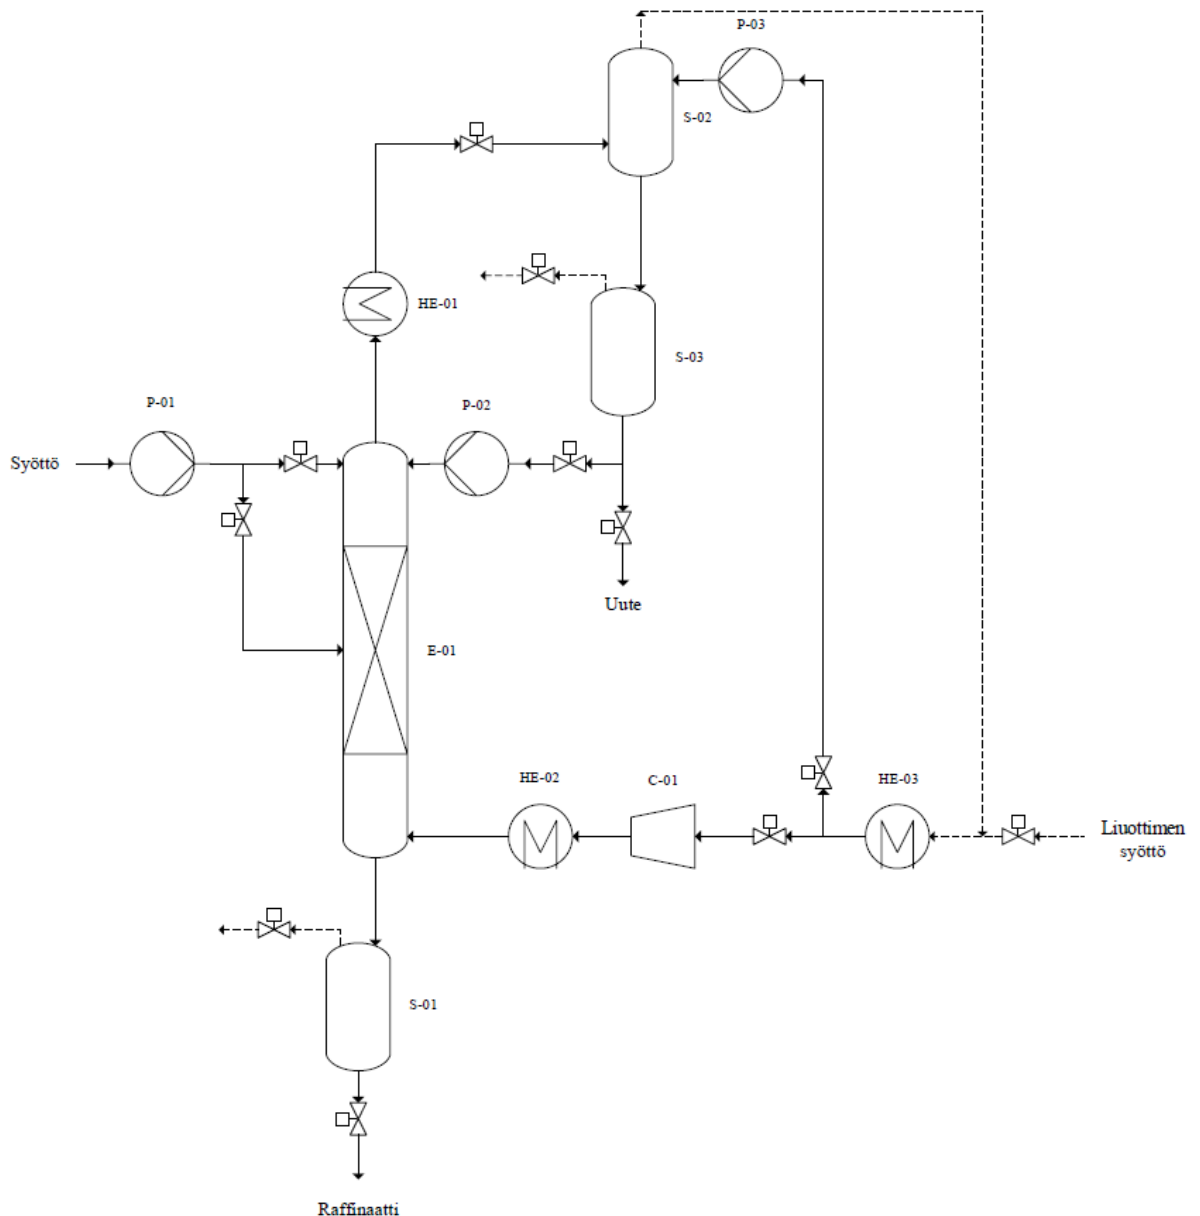 P-03
S-02
HE-01
S-03
P-01
P-02
Syöttö
Uute
E-01
HE-02
C-01
HE-03
Liuottimen
syöttö
S-01
Raffinaatti